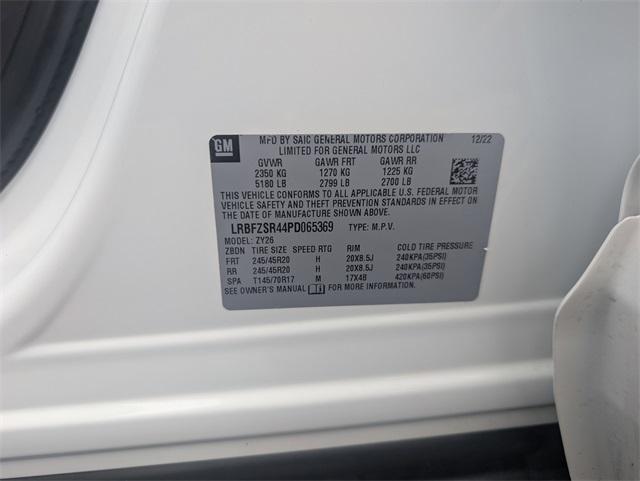 GM
MFD BY SAIC GENERAL MOTORS CORPORATION 12/22
LIMITED FOR GENERAL MOTORS LLC
GVWR GAWR FRT GAWR RR
2350 KG 1270 KG 1225 KG
5180 LB 2799 LB 2700 LB
THIS VEHICLE CONFORMS TO ALL APPLICABLE U.S. FEDERAL MOTOR
VEHICLE SAFETY AND THEFT PREVENTION STANDARDS IN EFFECT
ON THE DATE OF MANUFACTURE SHOWN ABOVE.
LRBFZSR44PD065369 TYPE: M.P.V.
MODEL: ZY26
ZBDN TIRE SIZE SPEED RTG RIM COLD TIRE PRESSURE
FRT 245/45R20 H 20X8.5J 240KPA(35PSI)
RR 245/45R20 H 20X8.5J 240KPA(35PSI)
SPA T145/70R17 M 17X4B 420KPA(60PSI)
SEE OWNER'S MANUAL FOR MORE INFORMATION.